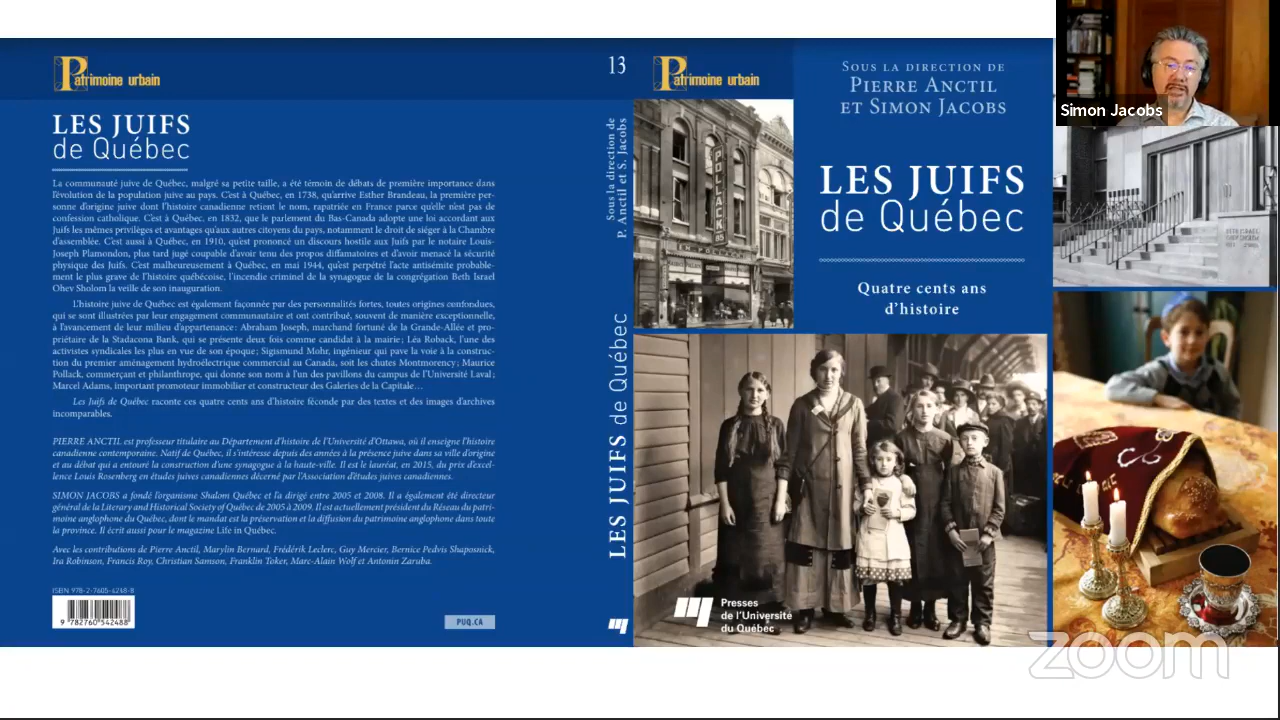 Patrimoine urbain
LES JUIFS
de Québec
La communauté juive de Québec, malgré sa petite taille, a été témoin de débats de première importance dans
l'évolution de la population juive au pays. C'est à Québec, en 1738, qu'arrive Esther Brandeau, la première per-
sonne d'origine juive dont l'histoire canadienne retient le nom, rapatriée en France parce qu'elle n'est pas de
confession catholique. C'est à Québec, en 1832, que le parlement du Bas-Canada adopte une loi accordant aux
Juifs les mêmes privilèges et avantages qu'aux autres citoyens du pays, notamment le droit de siéger à la Chambre
d'assemblée. C'est aussi à Québec, en 1910, qu'est prononcé un discours hostile aux Juifs par le notaire Louis-
Joseph Plamondon, plus tard jugé coupable d'avoir tenu des propos diffamatoires et d'avoir menacé la sécurité
physique des Juifs. C'est malheureusement à Québec, en mai 1944, qu'est perpétré l'acte antisémite probable-
ment le plus grave de l'histoire québécoise, l'incendie criminel de la synagogue de la congrégation Beth Israel
Ohev Sholom la veille de son inauguration.
L'histoire juive de Québec est également façonnée par des personnalités fortes, toutes origines confondues,
qui se sont illustrées par leur engagement communautaire et ont contribué, souvent de manière exceptionnelle,
à l'avancement de leur milieu d'appartenance : Abraham Joseph, marchand fortuné de la Grande-Allée et pro-
priétaire de la Stadacona Bank, qui se présente deux fois comme candidat à la mairie ; Léa Roback, l'une des
activistes syndicales les plus en vue de son époque ; Sigismund Mohr, ingénieur qui pave la voie à la construc-
tion du premier aménagement hydroélectrique commercial au Canada, soit les chutes Montmorency ; Maurice
Pollack, commerçant et philanthrope, qui donne son nom à l'un des pavillons du campus de l'Université Laval ;
Marcel Adams, important promoteur immobilier et constructeur des Galeries de la Capitale…
Les Juifs de Québec raconte ces quatre cents ans d'histoire féconde par des textes et des images d'archives
incomparables.
PIERRE ANCTIL est professeur titulaire au Département d'histoire de l'Université d'Ottawa, où il enseigne l'histoire
canadienne contemporaine. Natif de Québec, il s'intéresse depuis des années à la présence juive dans sa ville d'origine
et au débat qui a entouré la construction d'une synagogue à la haute-ville. Il est le lauréat, en 2015, du prix d'excel-
lence Louis Rosenberg en études juives canadiennes décerné par l'Association d'études juives canadiennes.
SIMON JACOBS a fondé l'organisme Shalom Québec et l'a dirigé entre 2005 et 2008. Il a également été directeur
général de la Literary and Historical Society of Québec de 2005 à 2009. Il est actuellement président du Réseau du patri-
moine anglophone du Québec, dont le mandat est la préservation et la diffusion du patrimoine anglophone dans toute
la province. Il écrit aussi pour le magazine Life in Québec.
Avec les contributions de Pierre Anctil, Marylin Bernard, Frédérik Leclerc, Guy Mercier, Bernice Pedvis Shaposnick,
Ira Robinson, Francis Roy, Christian Samson, Franklin Toker, Marc-Alain Wolf et Antonin Zaruba.
ISBN 978-2-7605-4248-8
9 782760 542488
PUQ.CA
13
Sous la direction de
P. Anctil et S. Jacobs
LES JUIFS de Québec
Patrimoine urbain
SOUS LA DIRECTION DE
PIERRE ANCTIL
ET SIMON JACOBS
LES JUIFS
de Québec
Quatre cents ans
d'histoire
POLLACK
Presses
de l'Université
du Québec
Simon Jacobs
zoom